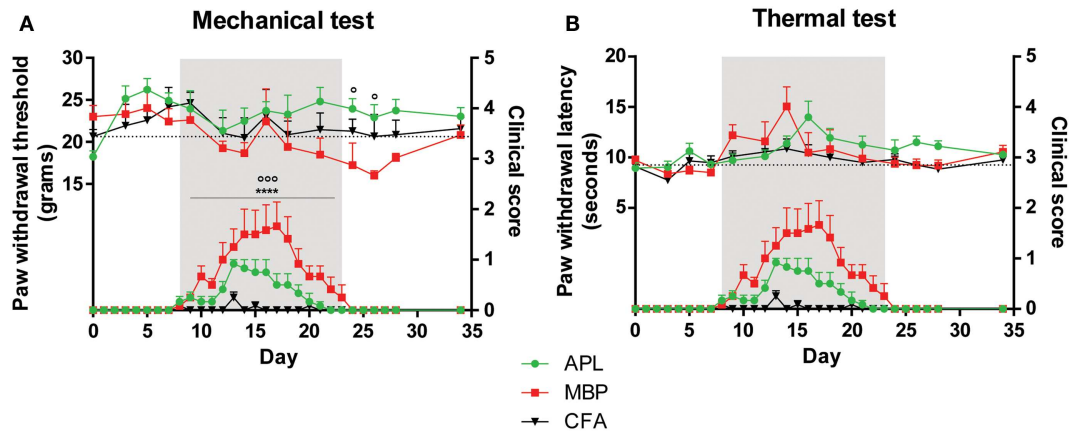 A
Mechanical test
30
25
20
15
Paw withdrawal threshold
(grams)
5
4
3
2
1
0
Clinical score
°°°
****
° °
0 5 10 15 20 25 30 35
Day
B
Thermal test
20
15
10
5
Paw withdrawal latency
(seconds)
5
4
3
2
1
0
Clinical score
0 5 10 15 20 25 30 35
Day
APL
MBP
CFA